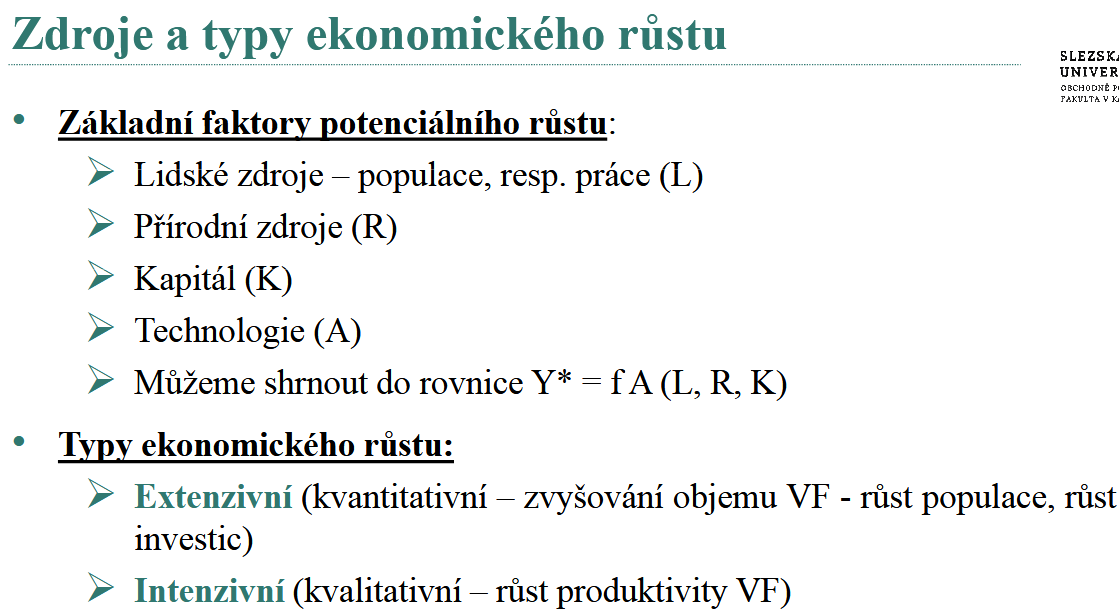 Zdroje a typy ekonomického růstu
SLEZSKÁ
UNIVER
OBCHODNĚ
FAKULTA V
• Základní faktory potenciálního růstu:
➢ Lidské zdroje – populace, resp. práce (L)
➢ Přírodní zdroje (R)
➢ Kapitál (K)
➢ Technologie (A)
➢ Můžeme shrnout do rovnice Y* = f A (L, R, K)
• Typy ekonomického růstu:
➢ Extenzivní (kvantitativní – zvyšování objemu VF - růst populace, růst
investic)
➢ Intenzivní (kvalitativní – růst produktivity VF)